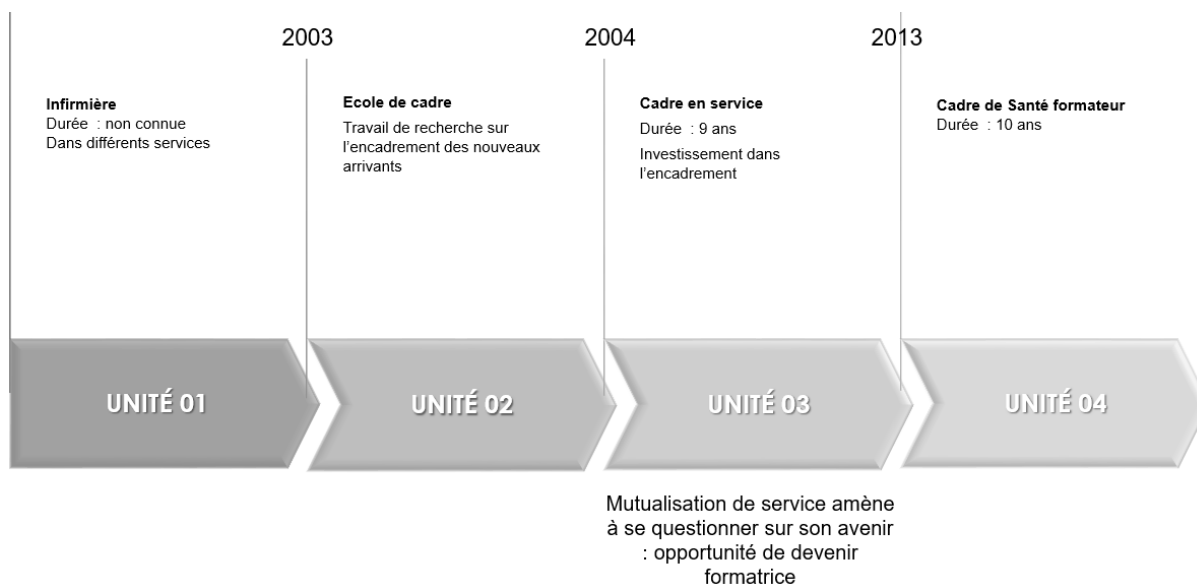 2003
2004
2013
Infirmière
Durée : non connue
Dans différents services
Ecole de cadre
Travail de recherche sur
l'encadrement des nouveaux
arrivants
Cadre en service
Durée : 9 ans
Investissement dans
l'encadrement
Cadre de Santé formateur
Durée : 10 ans
UNITÉ 01
UNITÉ 02
UNITÉ 03
UNITÉ 04
Mutualisation de service amène
à se questionner sur son avenir
: opportunité de devenir
formatrice